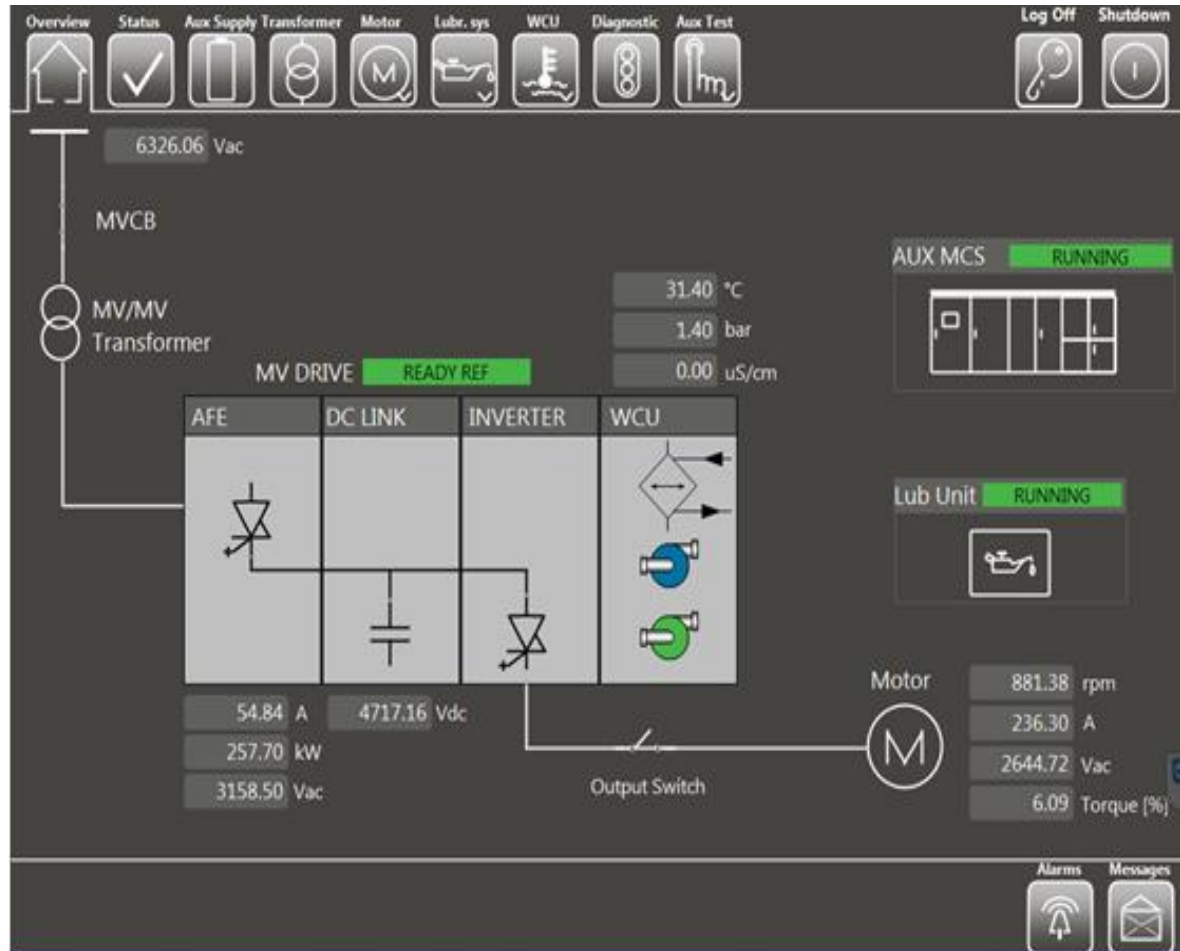 Overview Status Aux Supply Transformer Motor Lubr. sys WCU Diagnostic Aux Test Log Off Shutdown
M
6326.06 Vac
MVCB
AUX MCS RUNNING
31.40 °C
MV/MV
Transformer
1.40 bar
MV DRIVE READY REF
0.00 uS/cm
AFE DC LINK INVERTER WCU
Lub Unit RUNNING
Motor
881.38 rpm
54.84 A 4717.16 Vdc
236.30 A
257.70 kW
M
2644.72 Vac
3158.50 Vac
Output Switch
6.09 Torque [%]
Alarms Messages